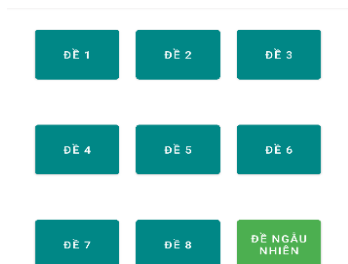 ĐỀ 1
ĐỀ 2
ĐỀ 3
ĐỀ 4
ĐỀ 5
ĐỀ 6
ĐỀ 7
ĐỀ 8
ĐỀ NGẪU
NHIÊN